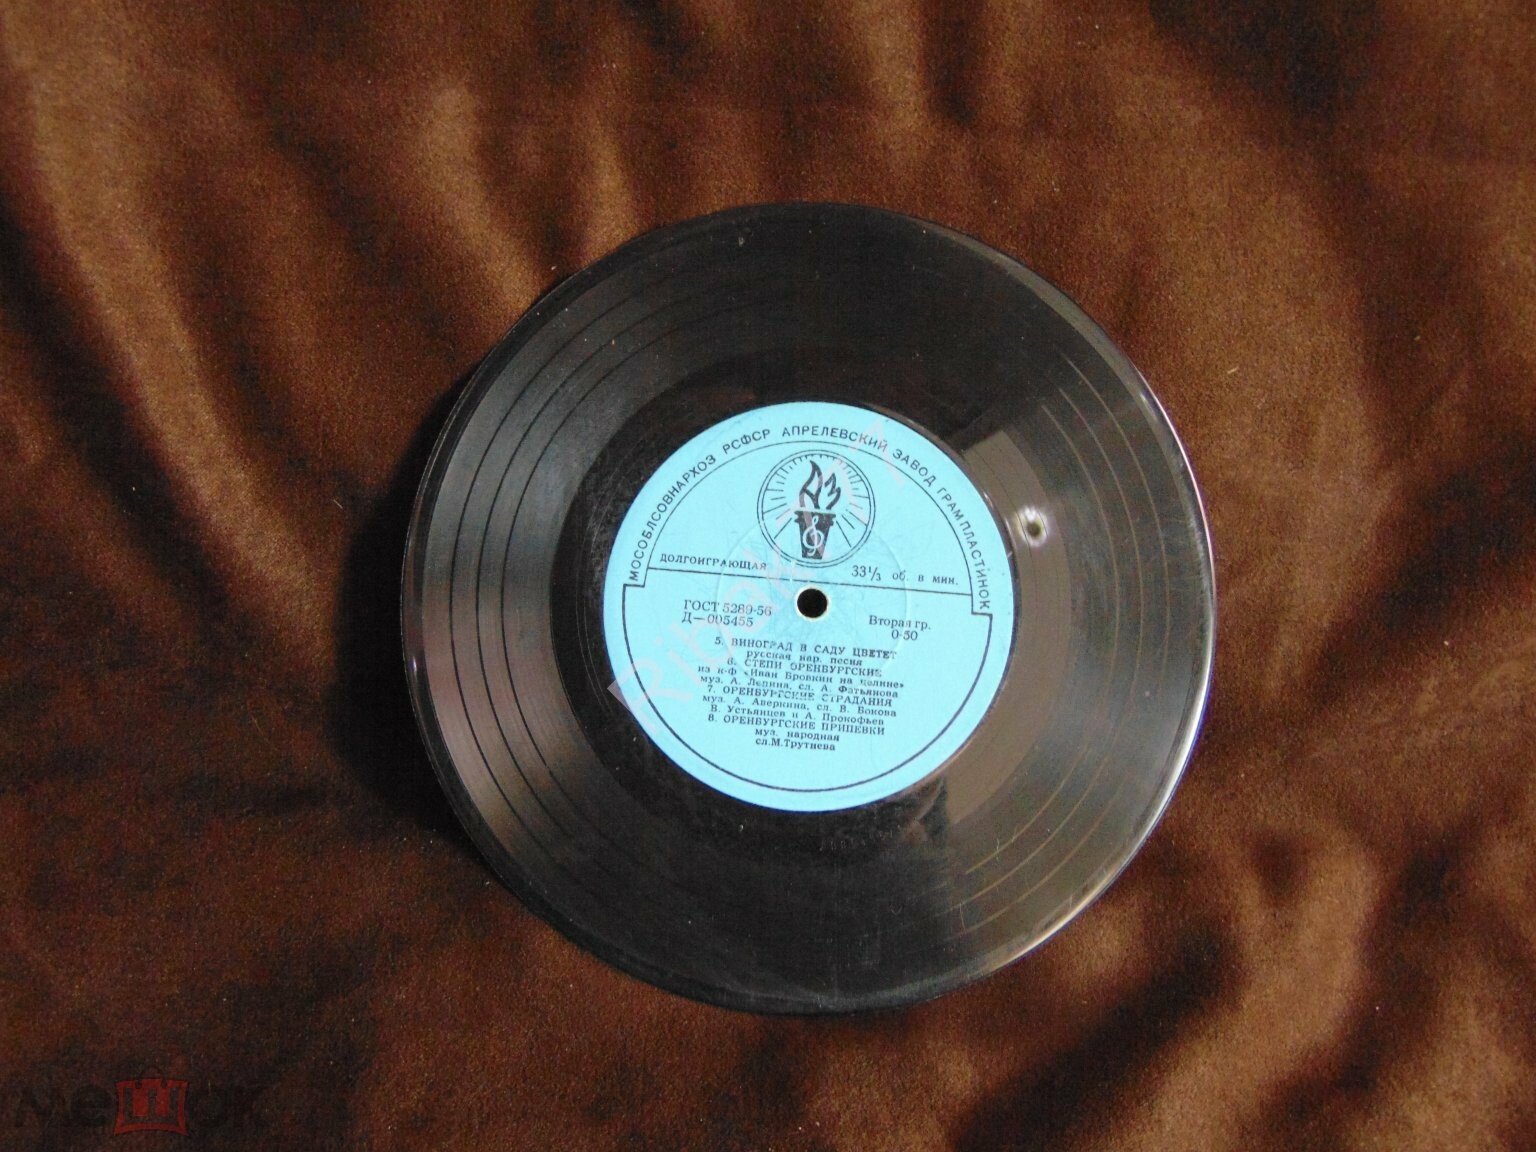 МОСОБЛСОВНАРХОЗ РСФСР АПРЕЛЕВСКИЙ ЗАВОД ГРАМПЛАСТИНОК
ДОЛГОИГРАЮЩАЯ 33⅓ об. в мин.
ГОСТ 5289-56
Д—005455
Вторая гр.
0-50
5. ВИНОГРАД В САДУ ЦВЕТЕТ
русская нар. песня
6. СТЕПИ ОРЕНБУРГСКИЕ
из к-ф «Иван Бровкин на целине»
муз. А. Лепина, сл. А. Фатьянова
7. ОРЕНБУРГСКИЕ СТРАДАНИЯ
муз. А. Аверкина, сл. В. Бокова
В. Устьянцев и А. Прокофьев
8. ОРЕНБУРГСКИЕ ПРИПЕВКИ
муз. народная
сл.М.Трутнева
мешок